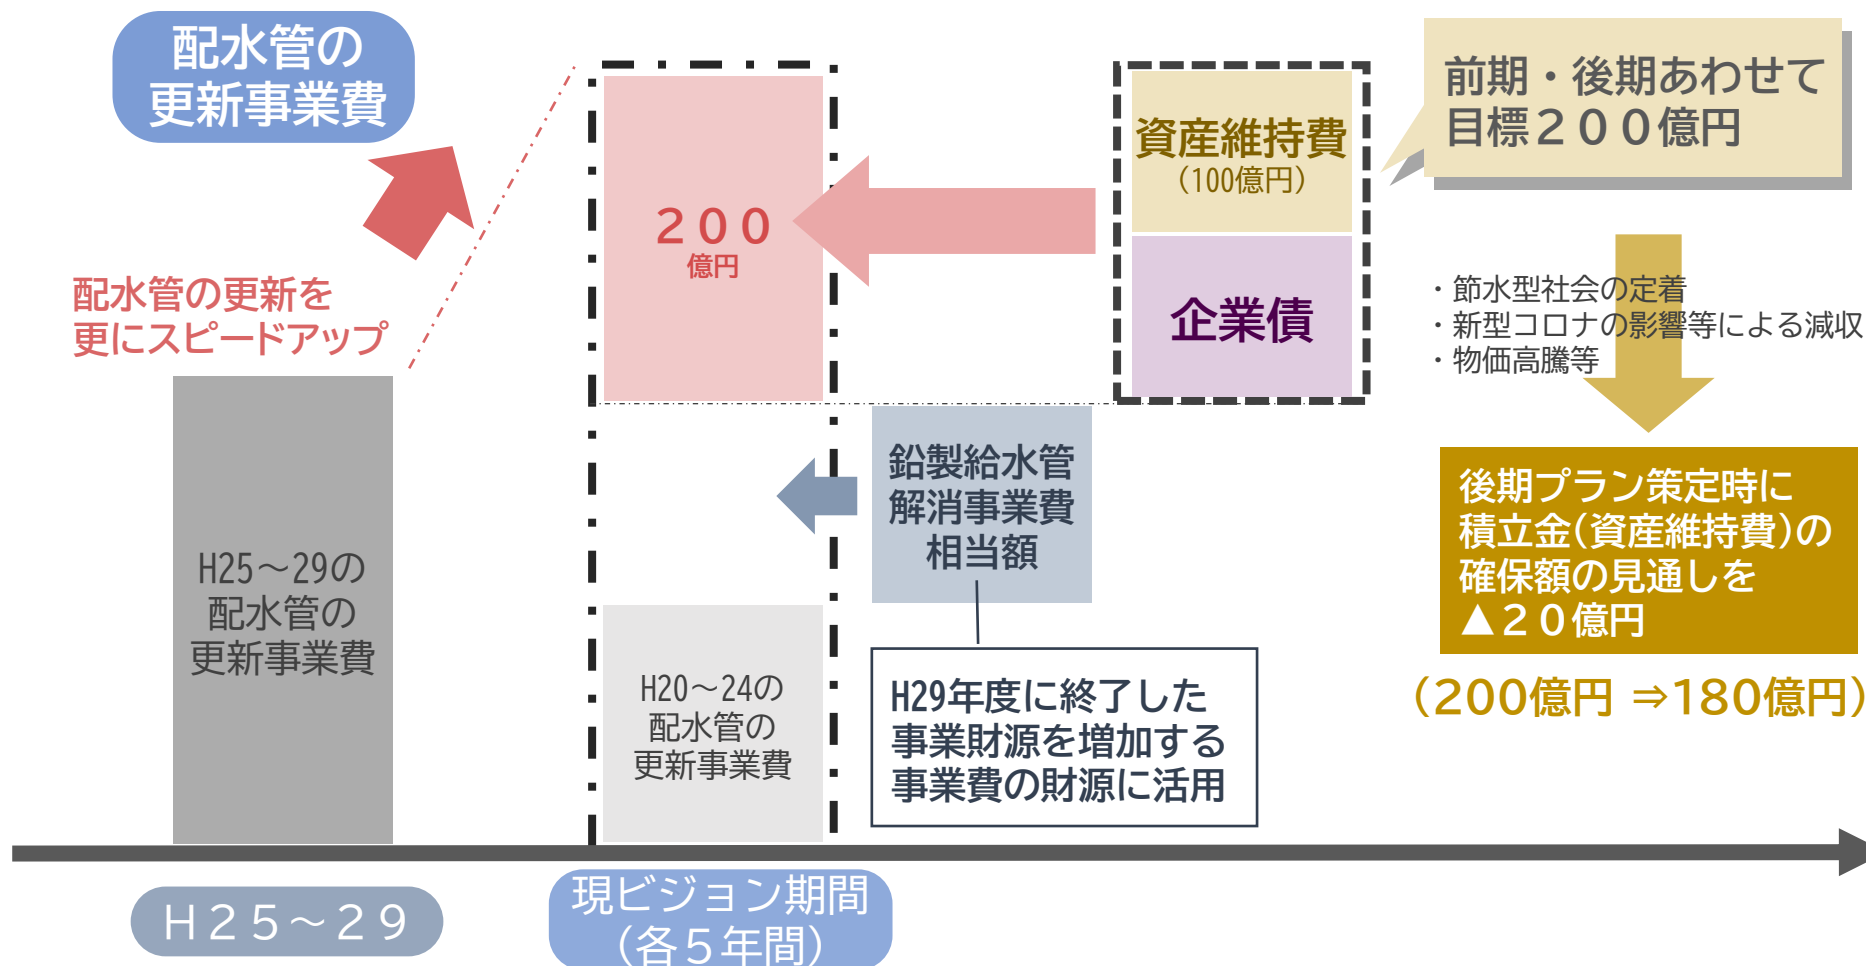 配水管の
更新事業費
配水管の更新を
更にスピードアップ
H25～29の
配水管の
更新事業費
２００
億円
H20～24の
配水管の
更新事業費
資産維持費
（100億円）
企業債
鉛製給水管
解消事業費
相当額
H29年度に終了した
事業財源を増加する
事業費の財源に活用
前期・後期あわせて
目標２００億円
・節水型社会の定着
・新型コロナの影響等による減収
・物価高騰等
後期プラン策定時に
積立金(資産維持費)の
確保額の見通しを
▲２０億円
（200億円 ⇒180億円）
Ｈ２５～２９
現ビジョン期間
（各５年間）